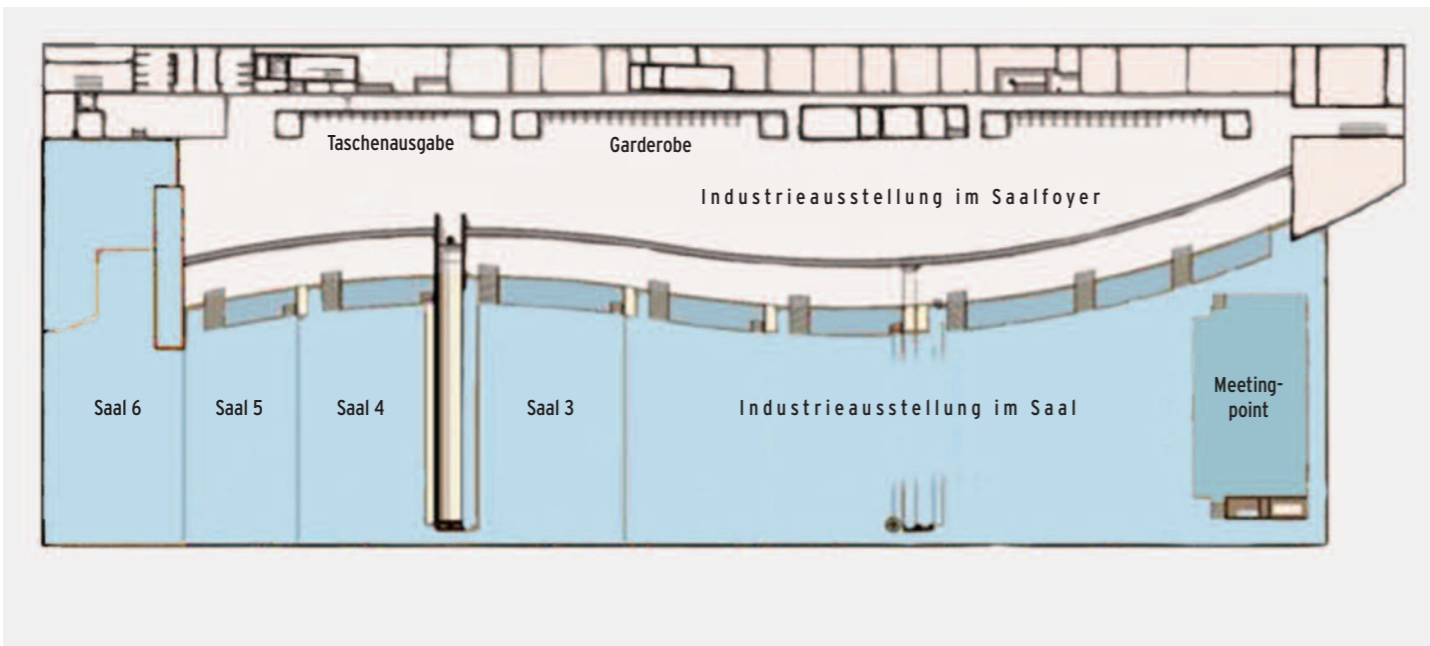 Taschenausgabe
Garderobe
Industrieausstellung im Saalfoyer
Saal 6
Saal 5
Saal 4
Saal 3
Industrieausstellung im Saal
Meeting-
point